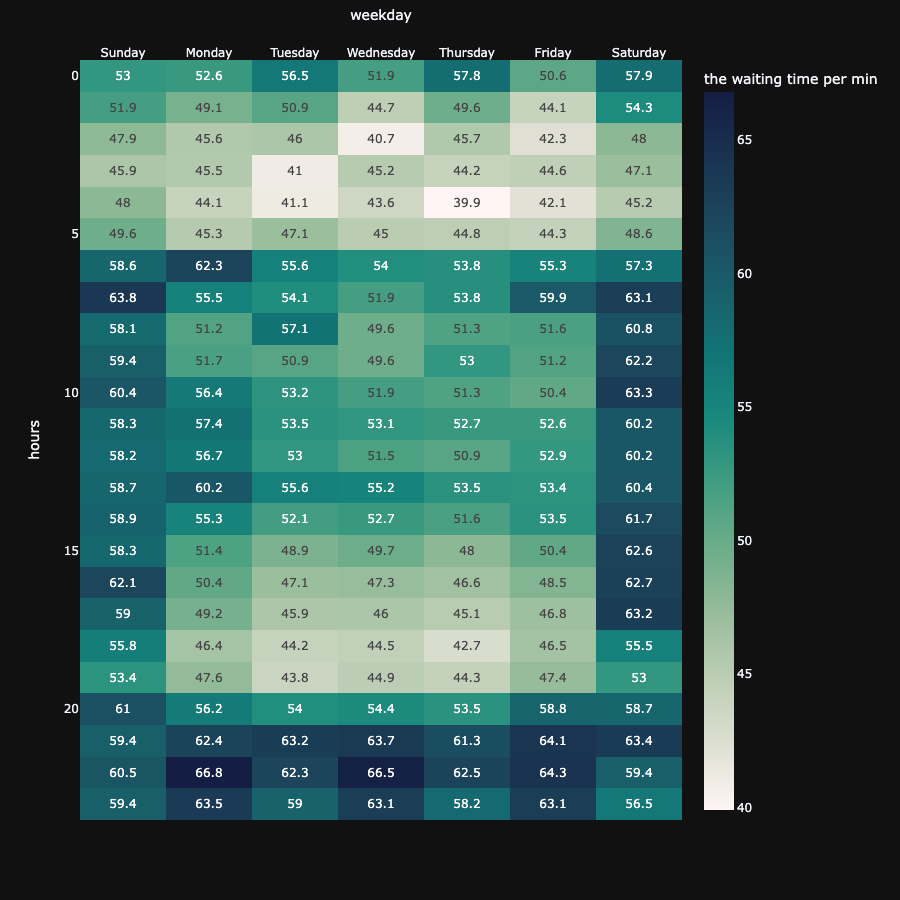 weekday
Sunday Monday Tuesday Wednesday Thursday Friday Saturday
the waiting time per min
0 53 52.6 56.5 51.9 57.8 50.6 57.9
51.9 49.1 50.9 44.7 49.6 44.1 54.3
65
47.9 45.6 46 40.7 45.7 42.3 48
45.9 45.5 41 45.2 44.2 44.6 47.1
48 44.1 41.1 43.6 39.9 42.1 45.2
5 49.6 45.3 47.1 45 44.8 44.3 48.6
58.6 62.3 55.6 54 53.8 55.3 57.3
60
63.8 55.5 54.1 51.9 53.8 59.9 63.1
58.1 51.2 57.1 49.6 51.3 51.6 60.8
59.4 51.7 50.9 49.6 53 51.2 62.2
10 60.4 56.4 53.2 51.9 51.3 50.4 63.3
55
58.3 57.4 53.5 53.1 52.7 52.6 60.2
hours
58.2 56.7 53 51.5 50.9 52.9 60.2
58.7 60.2 55.6 55.2 53.5 53.4 60.4
58.9 55.3 52.1 52.7 51.6 53.5 61.7
50
15 58.3 51.4 48.9 49.7 48 50.4 62.6
62.1 50.4 47.1 47.3 46.6 48.5 62.7
59 49.2 45.9 46 45.1 46.8 63.2
55.8 46.4 44.2 44.5 42.7 46.5 55.5
45
53.4 47.6 43.8 44.9 44.3 47.4 53
20 61 56.2 54 54.4 53.5 58.8 58.7
59.4 62.4 63.2 63.7 61.3 64.1 63.4
60.5 66.8 62.3 66.5 62.5 64.3 59.4
59.4 63.5 59 63.1 58.2 63.1 56.5
40